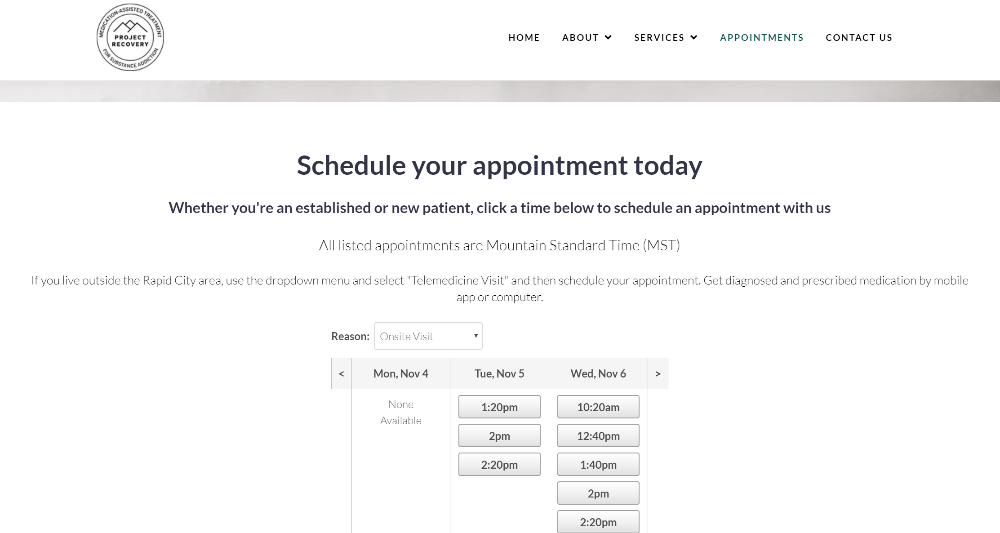 MEDICATION-ASSISTED TREATMENT
PROJECT
RECOVERY
FOR SUBSTANCE ADDICTION
HOME ABOUT SERVICES APPOINTMENTS CONTACT US
Schedule your appointment today
Whether you're an established or new patient, click a time below to schedule an appointment with us
All listed appointments are Mountain Standard Time (MST)
If you live outside the Rapid City area, use the dropdown menu and select "Telemedicine Visit" and then schedule your appointment. Get diagnosed and prescribed medication by mobile
app or computer.
Reason: Onsite Visit
< Mon, Nov 4 Tue, Nov 5 Wed, Nov 6 >
None
Available
1:20pm
2pm
2:20pm
10:20am
12:40pm
1:40pm
2pm
2:20pm